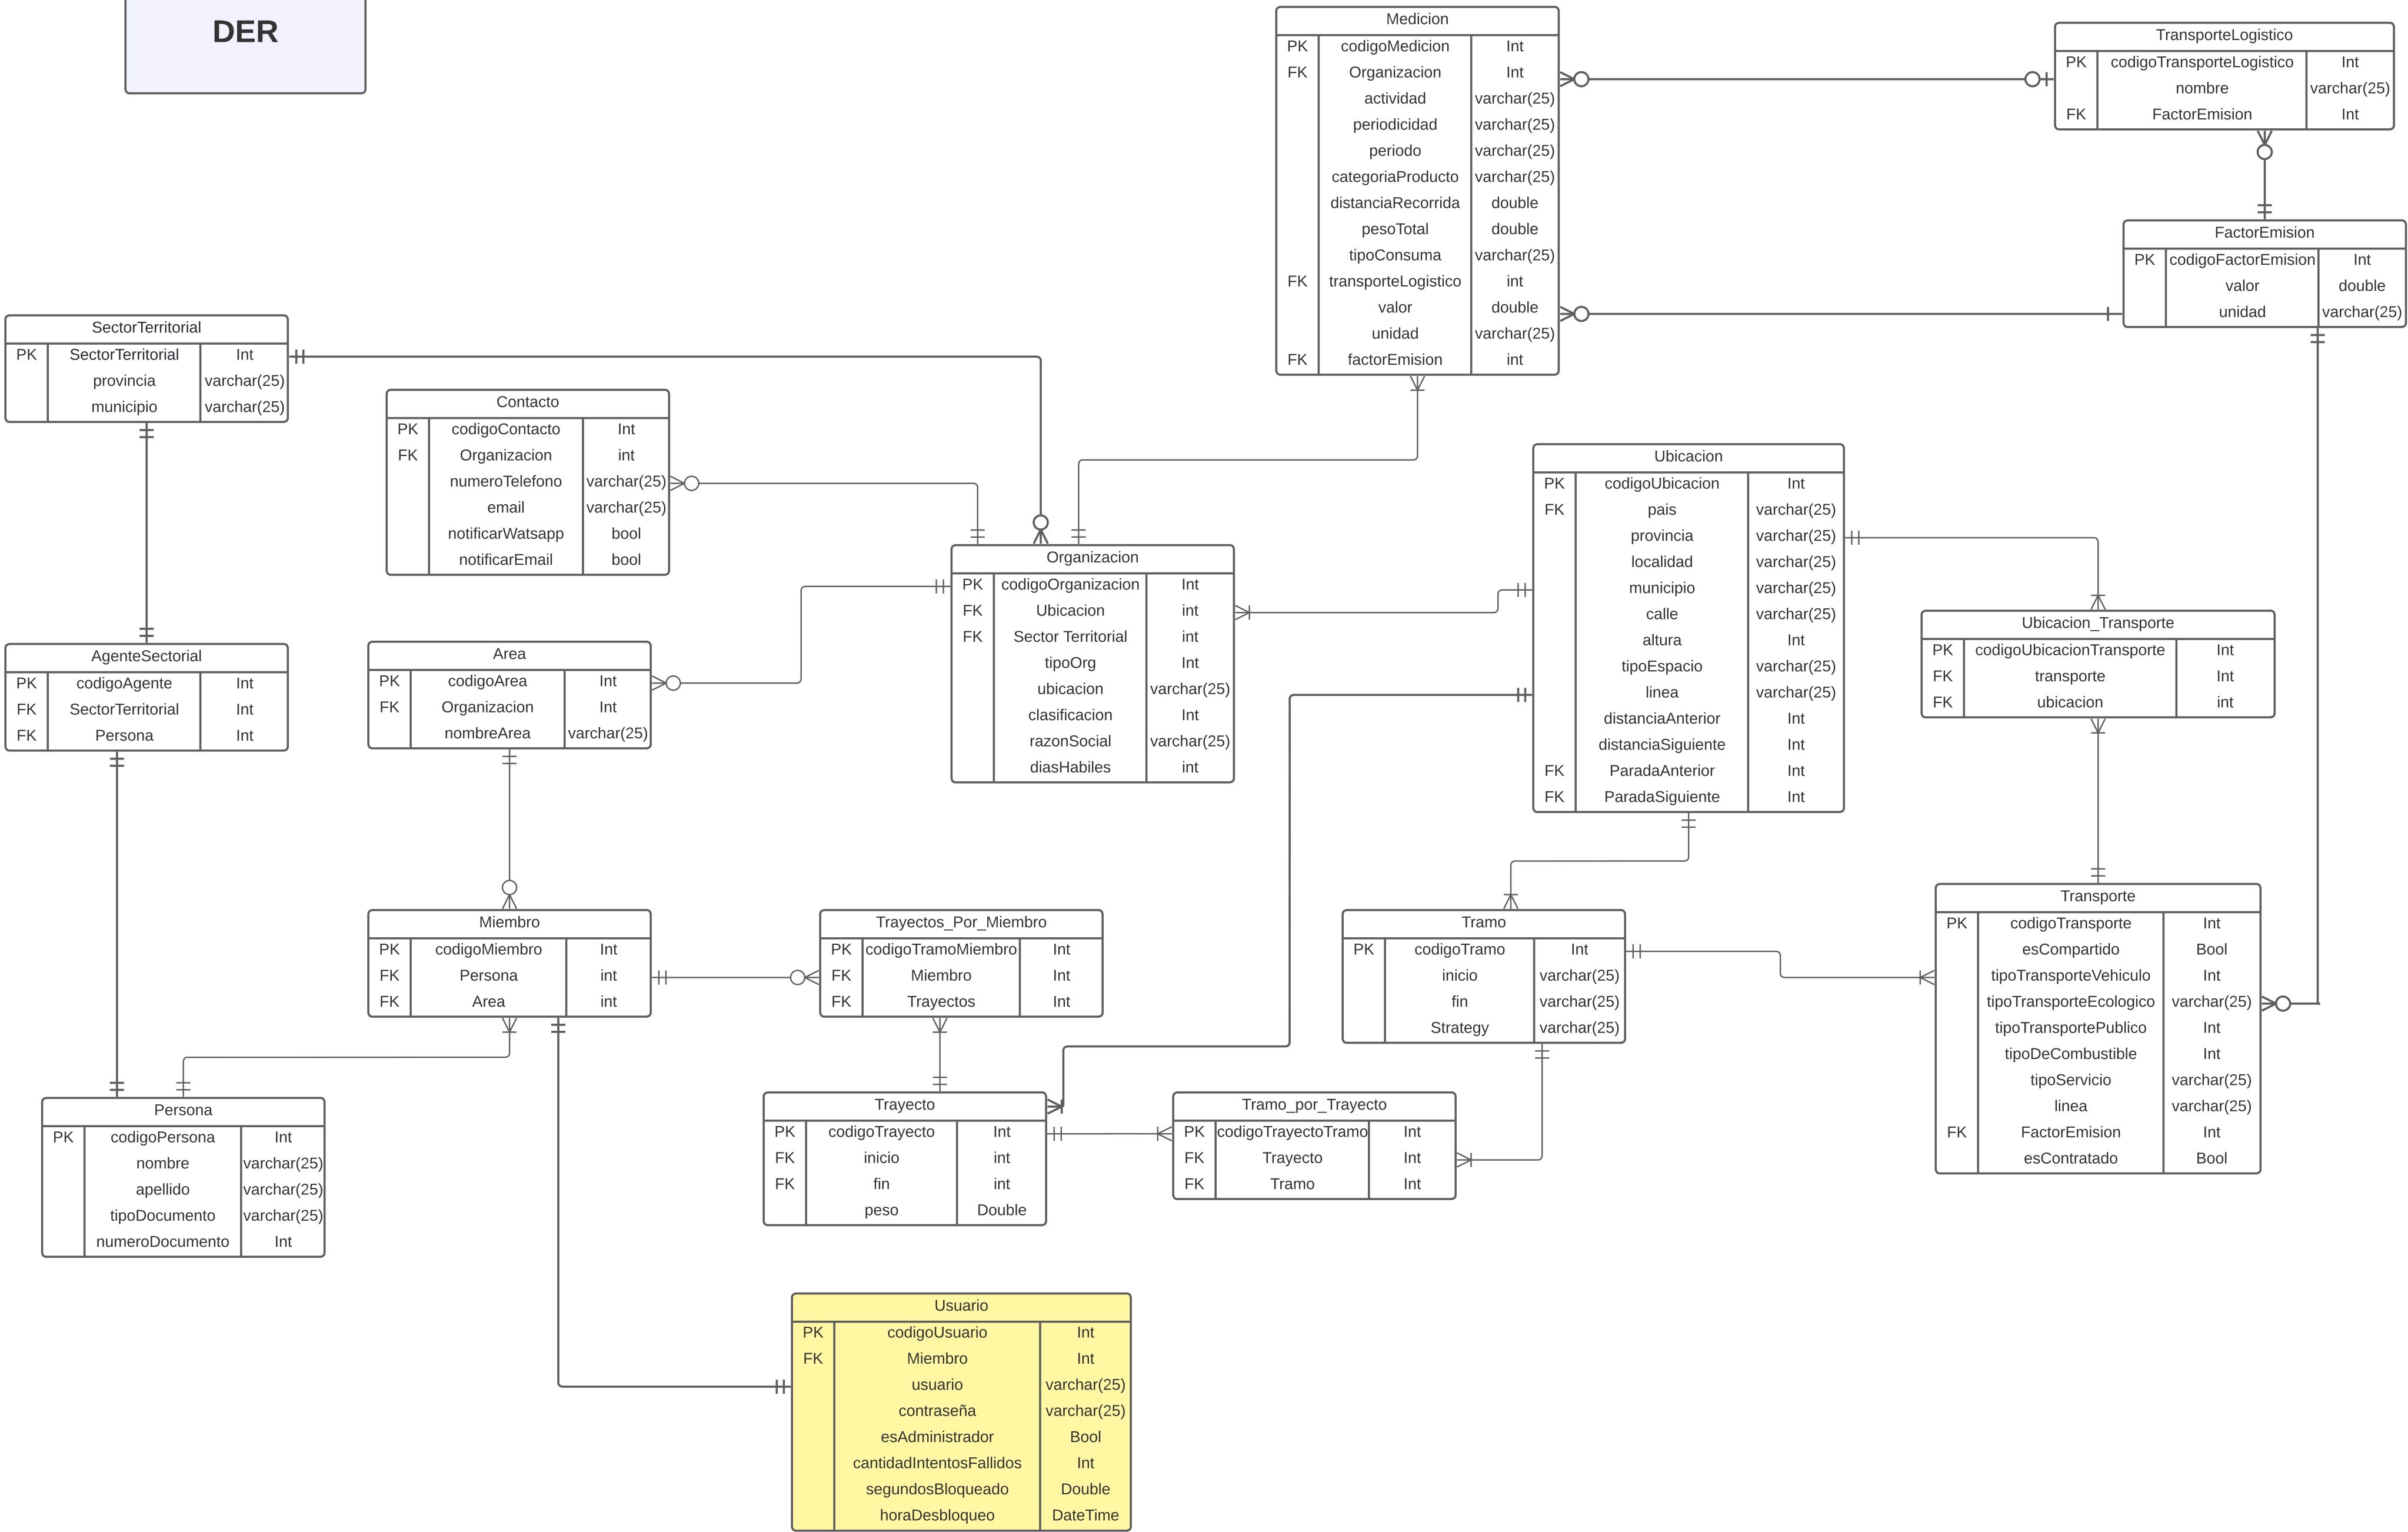 DER
Medicion
PK codigoMedicion Int
FK Organizacion Int
actividad varchar(25)
periodicidad varchar(25)
periodo varchar(25)
categoriaProducto varchar(25)
distanciaRecorrida double
pesoTotal double
tipoConsuma varchar(25)
FK transporteLogistico int
valor double
unidad varchar(25)
FK factorEmision int
TransporteLogistico
PK codigoTransporteLogistico Int
nombre varchar(25)
FK FactorEmision Int
FactorEmision
PK codigoFactorEmision Int
valor double
unidad varchar(25)
SectorTerritorial
PK SectorTerritorial Int
provincia varchar(25)
municipio varchar(25)
Contacto
PK codigoContacto Int
FK Organizacion int
numeroTelefono varchar(25)
email varchar(25)
notificarWatsapp bool
notificarEmail bool
Ubicacion
PK codigoUbicacion Int
FK pais varchar(25)
provincia varchar(25)
localidad varchar(25)
municipio varchar(25)
calle varchar(25)
altura Int
tipoEspacio varchar(25)
linea varchar(25)
distanciaAnterior Int
distanciaSiguiente Int
FK ParadaAnterior Int
FK ParadaSiguiente Int
Organizacion
PK codigoOrganizacion Int
FK Ubicacion int
FK Sector Territorial int
tipoOrg Int
ubicacion varchar(25)
clasificacion Int
razonSocial varchar(25)
diasHabiles int
Ubicacion_Transporte
PK codigoUbicacionTransporte Int
FK transporte Int
FK ubicacion int
AgenteSectorial
PK codigoAgente Int
FK SectorTerritorial Int
FK Persona Int
Area
PK codigoArea Int
FK Organizacion Int
nombreArea varchar(25)
Miembro
PK codigoMiembro Int
FK Persona int
FK Area int
Trayectos_Por_Miembro
PK codigoTramoMiembro Int
FK Miembro Int
FK Trayectos Int
Tramo
PK codigoTramo Int
inicio varchar(25)
fin varchar(25)
Strategy varchar(25)
Transporte
PK codigoTransporte Int
esCompartido Bool
tipoTransporteVehiculo Int
tipoTransporteEcologico varchar(25)
tipoTransportePublico Int
tipoDeCombustible Int
tipoServicio varchar(25)
linea varchar(25)
FK FactorEmision Int
esContratado Bool
Persona
PK codigoPersona Int
nombre varchar(25)
apellido varchar(25)
tipoDocumento varchar(25)
numeroDocumento Int
Trayecto
PK codigoTrayecto Int
FK inicio int
FK fin int
peso Double
Tramo_por_Trayecto
PK codigoTrayectoTramo Int
FK Trayecto Int
FK Tramo Int
Usuario
PK codigoUsuario Int
FK Miembro Int
usuario varchar(25)
contraseña varchar(25)
esAdministrador Bool
cantidadIntentosFallidos Int
segundosBloqueado Double
horaDesbloqueo DateTime